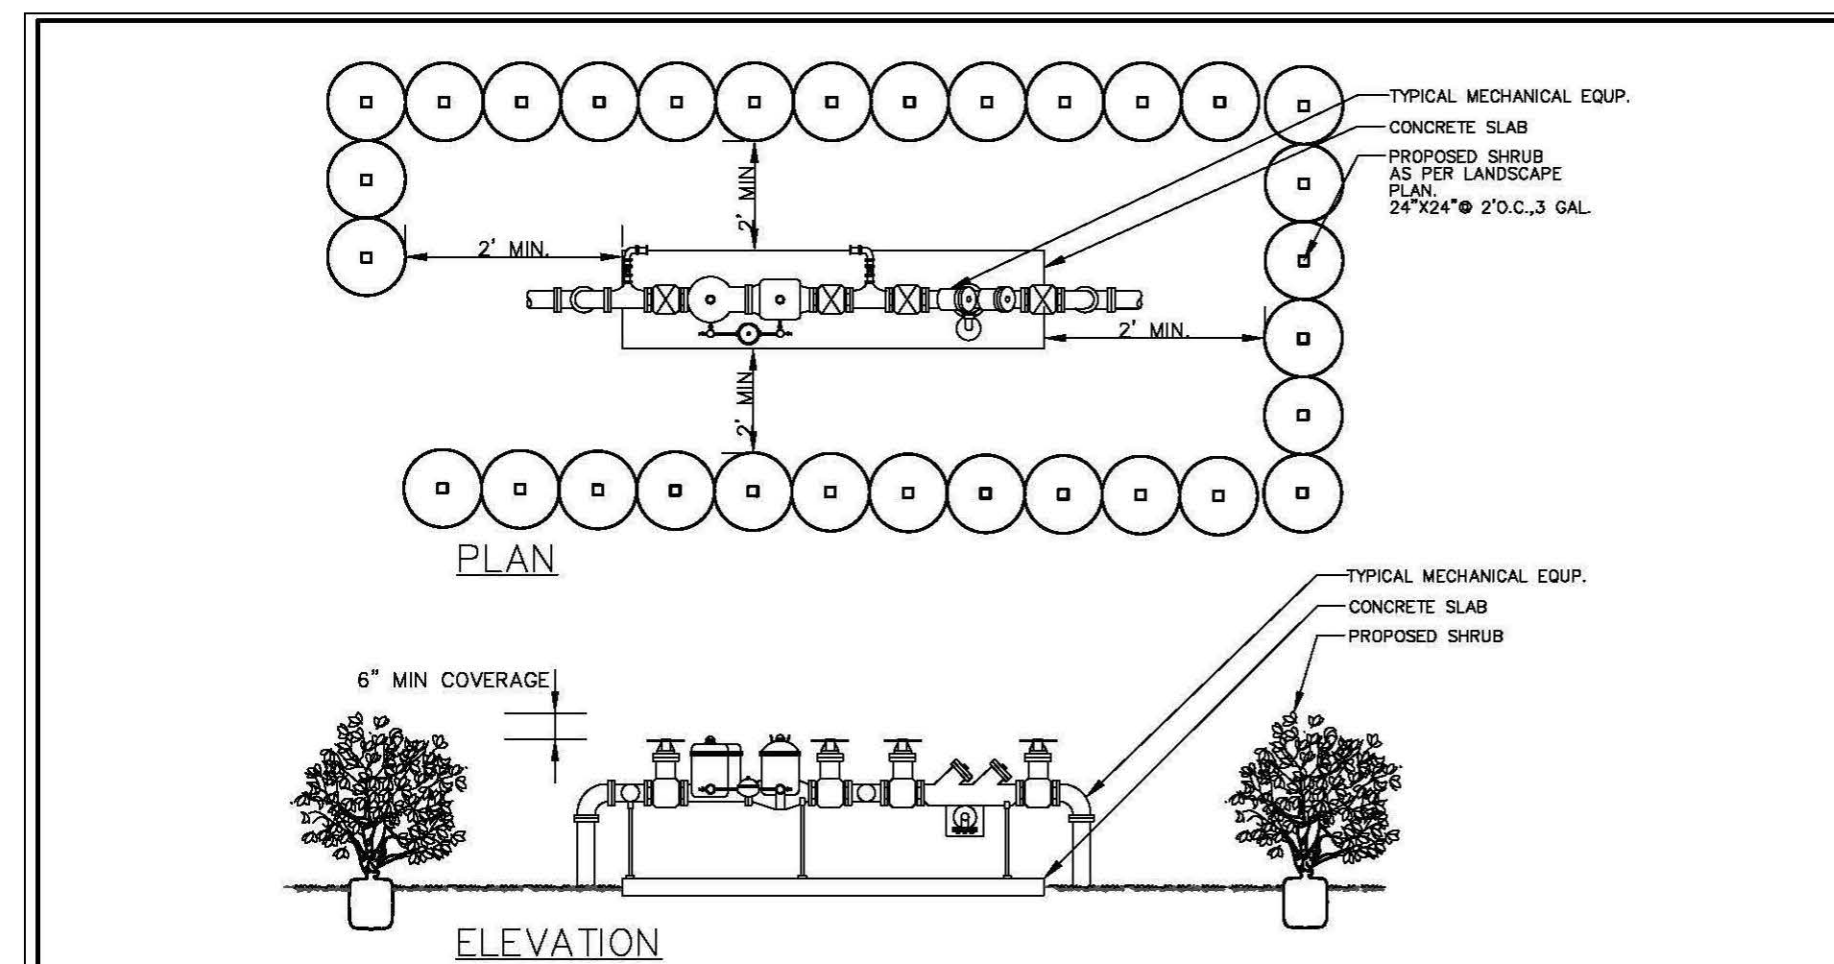 TYPICAL MECHANICAL EQUP.
CONCRETE SLAB
PROPOSED SHRUB
AS PER LANDSCAPE
PLAN.
24"X24"@ 2'O.C.,3 GAL.
2' MIN
2' MIN.
2' MIN.
2' MIN
PLAN
TYPICAL MECHANICAL EQUP.
CONCRETE SLAB
PROPOSED SHRUB
6" MIN COVERAGE
ELEVATION